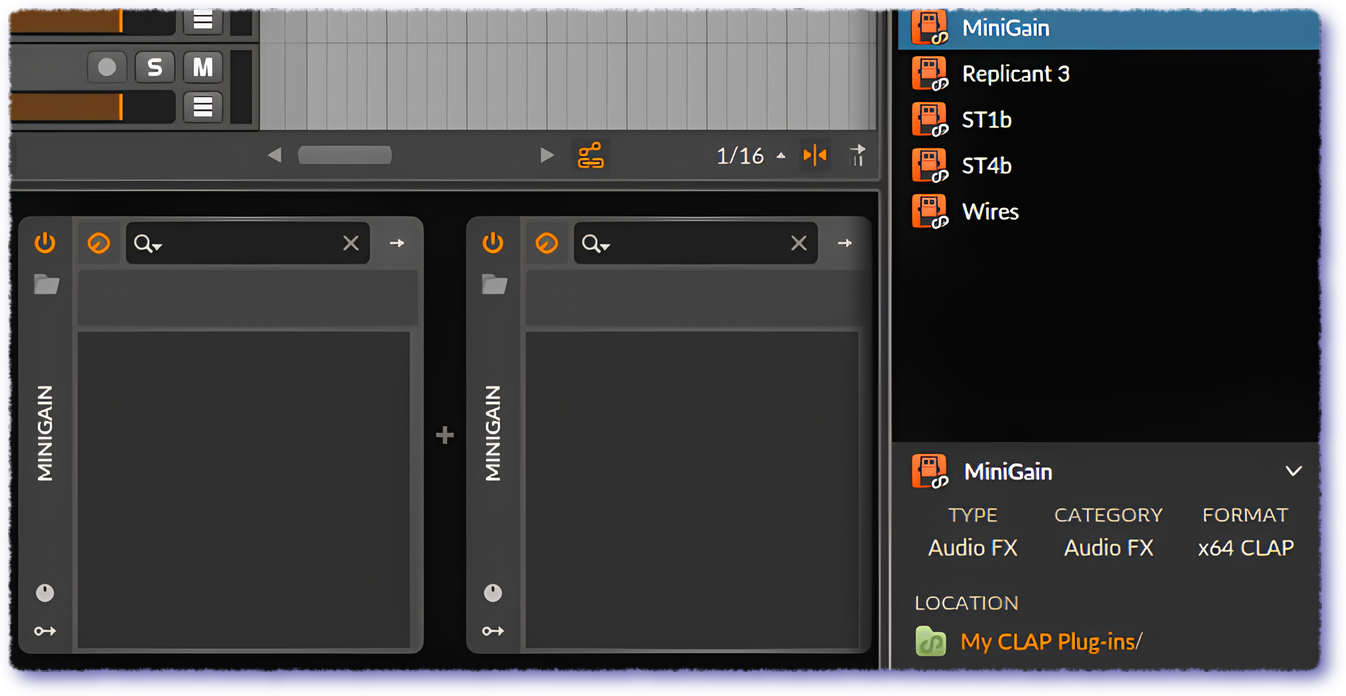 S M
1/16
MINIGAIN
MINIGAIN
MiniGain
Replicant 3
ST1b
ST4b
Wires
MiniGain
TYPE CATEGORY FORMAT
Audio FX Audio FX x64 CLAP
LOCATION
My CLAP Plug-ins/